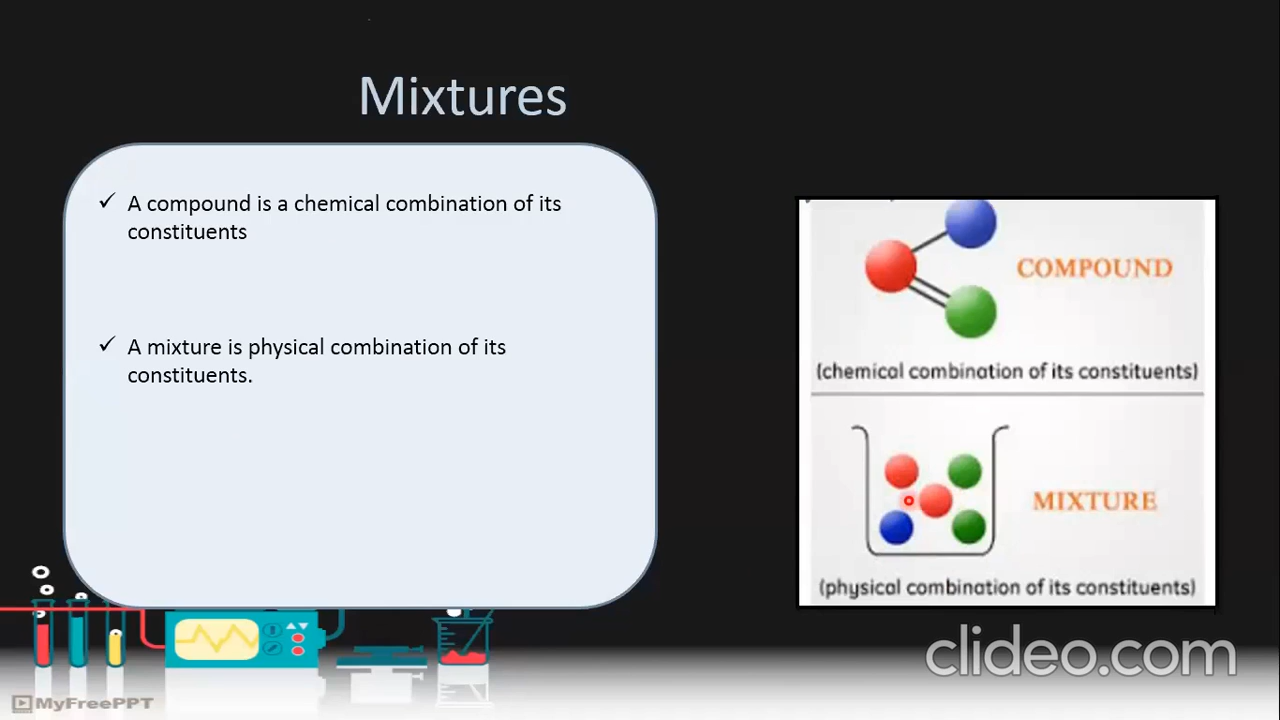 Mixtures
✓ A compound is a chemical combination of its
constituents
✓ A mixture is physical combination of its
constituents.
COMPOUND
(chemical combination of its constituents)
MIXTURE
(physical combination of its constituents)
clideo.com
MyFreePPT